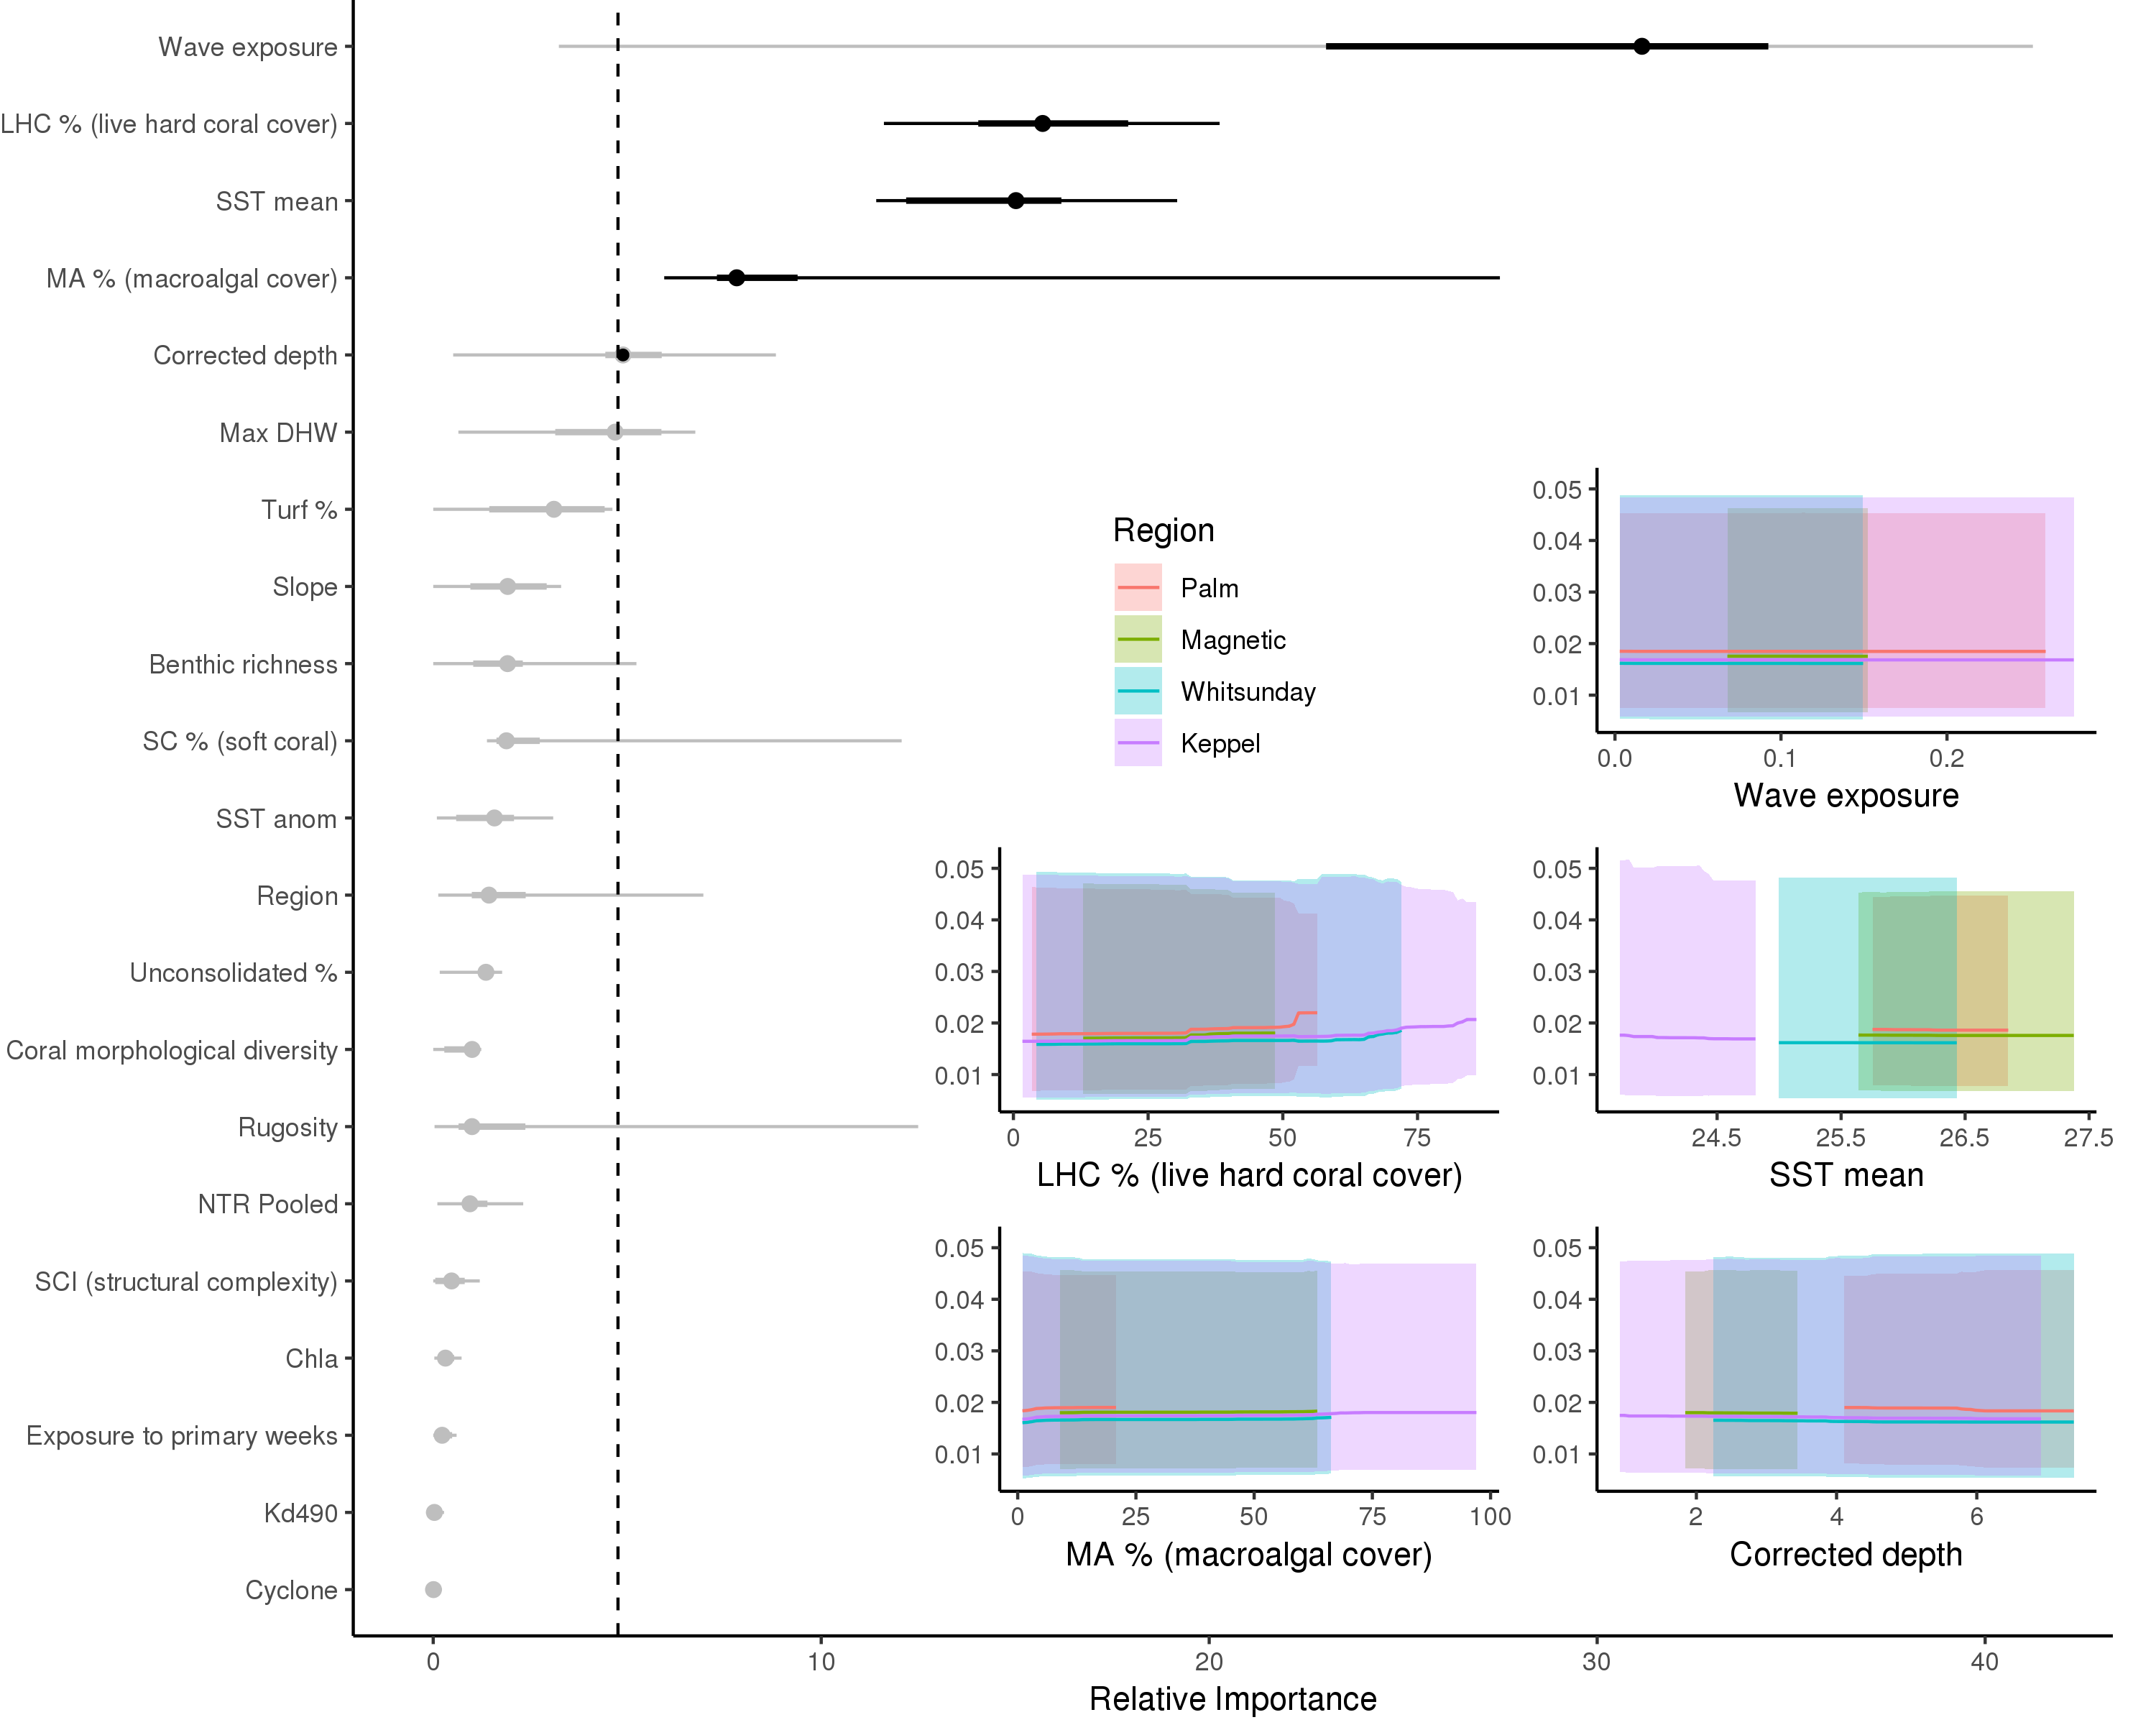 Wave exposure
LHC % (live hard coral cover)
SST mean
MA % (macroalgal cover)
Corrected depth
Max DHW
Turf %
Slope
Benthic richness
SC % (soft coral)
SST anom
Region
Unconsolidated %
Coral morphological diversity
Rugosity
NTR Pooled
SCI (structural complexity)
Chla
Exposure to primary weeks
Kd490
Cyclone
0 10 20 30 40
Relative Importance
Region
Palm
Magnetic
Whitsunday
Keppel
0.05
0.04
0.03
0.02
0.01
0.0 0.1 0.2
Wave exposure
0.05
0.04
0.03
0.02
0.01
0 25 50 75
LHC % (live hard coral cover)
0.05
0.04
0.03
0.02
0.01
24.5 25.5 26.5 27.5
SST mean
0.05
0.04
0.03
0.02
0.01
0 25 50 75 100
MA % (macroalgal cover)
0.05
0.04
0.03
0.02
0.01
2 4 6
Corrected depth